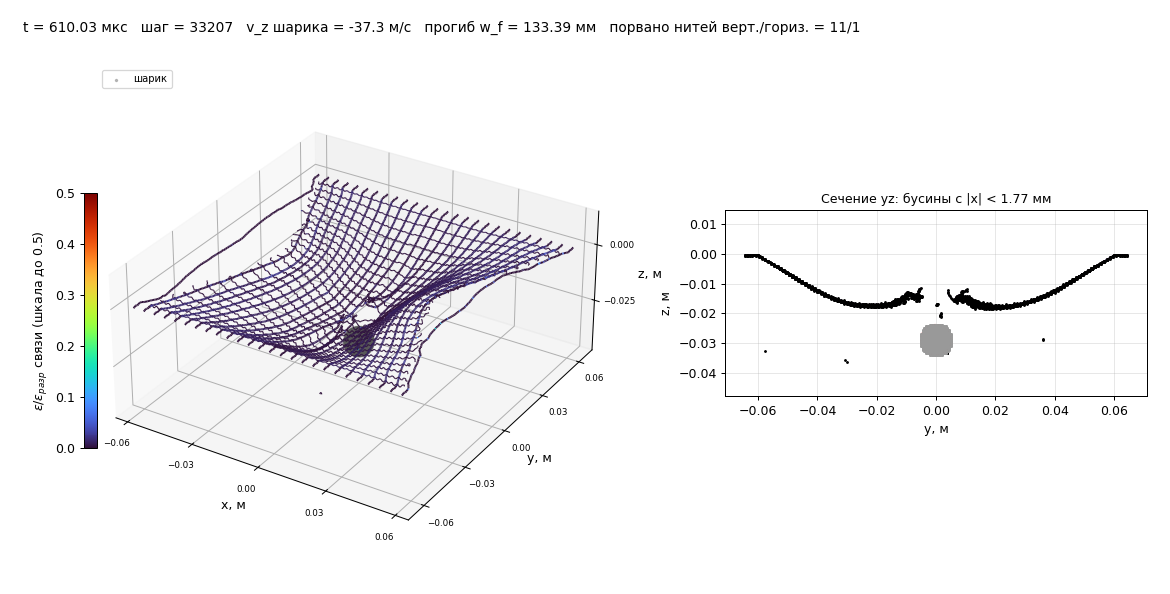 t = 610.03 мкс   шаг = 33207   v_z шарика = -37.3 м/с   прогиб w_f = 133.39 мм   порвано нитей верт./гориз. = 11/1
шарик
0.5
0.4
0.3
0.2
0.1
0.0
ε/ε_разр связи (шкала до 0.5)
0.000
−0.025
z, м
0.06
0.03
0.00
−0.03
−0.06
y, м
−0.06
−0.03
0.00
0.03
0.06
x, м
Сечение yz: бусины с |x| < 1.77 мм
0.01
0.00
−0.01
−0.02
−0.03
−0.04
z, м
−0.06 −0.04 −0.02 0.00 0.02 0.04 0.06
y, м